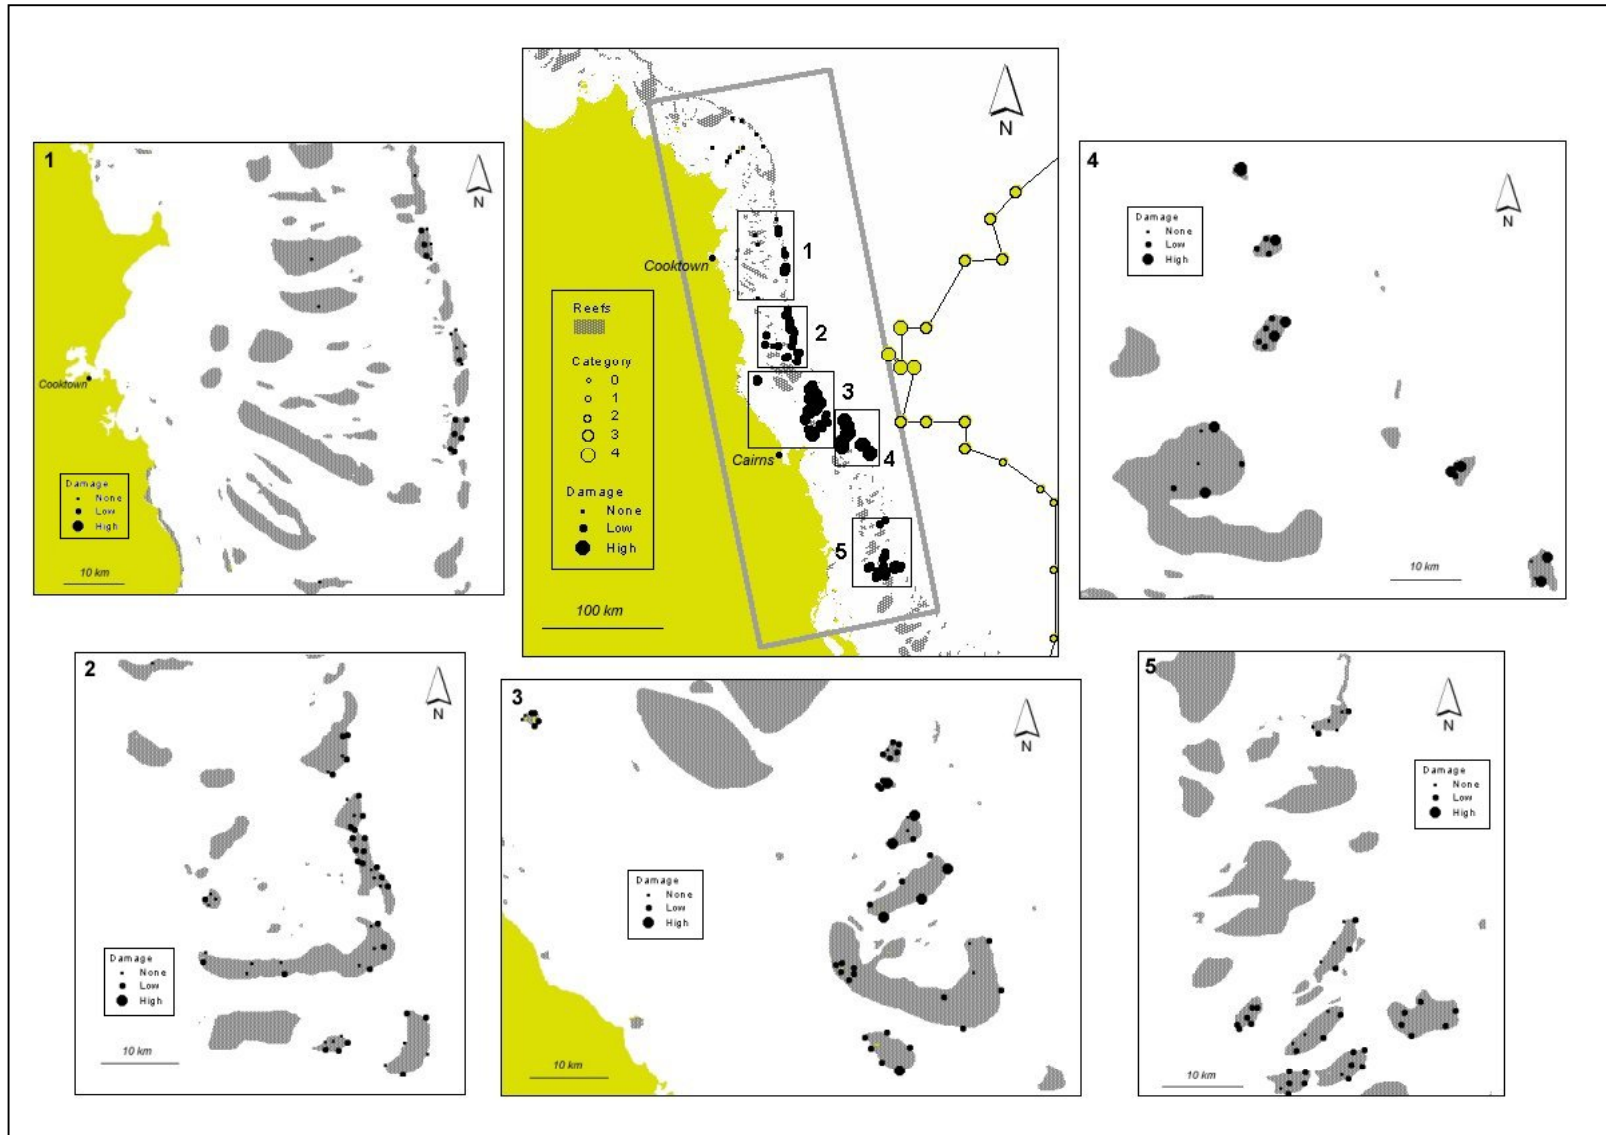 N
1
Cooktown
2
3
Cairns
4
5
Reefs
Category
0
1
2
3
4
Damage
None
Low
High
100 km
1
N
Cooktown
Damage
None
Low
High
10 km
4
N
Damage
None
Low
High
10 km
2
N
Damage
None
Low
High
10 km
3
N
Damage
None
Low
High
10 km
5
N
Damage
None
Low
High
10 km